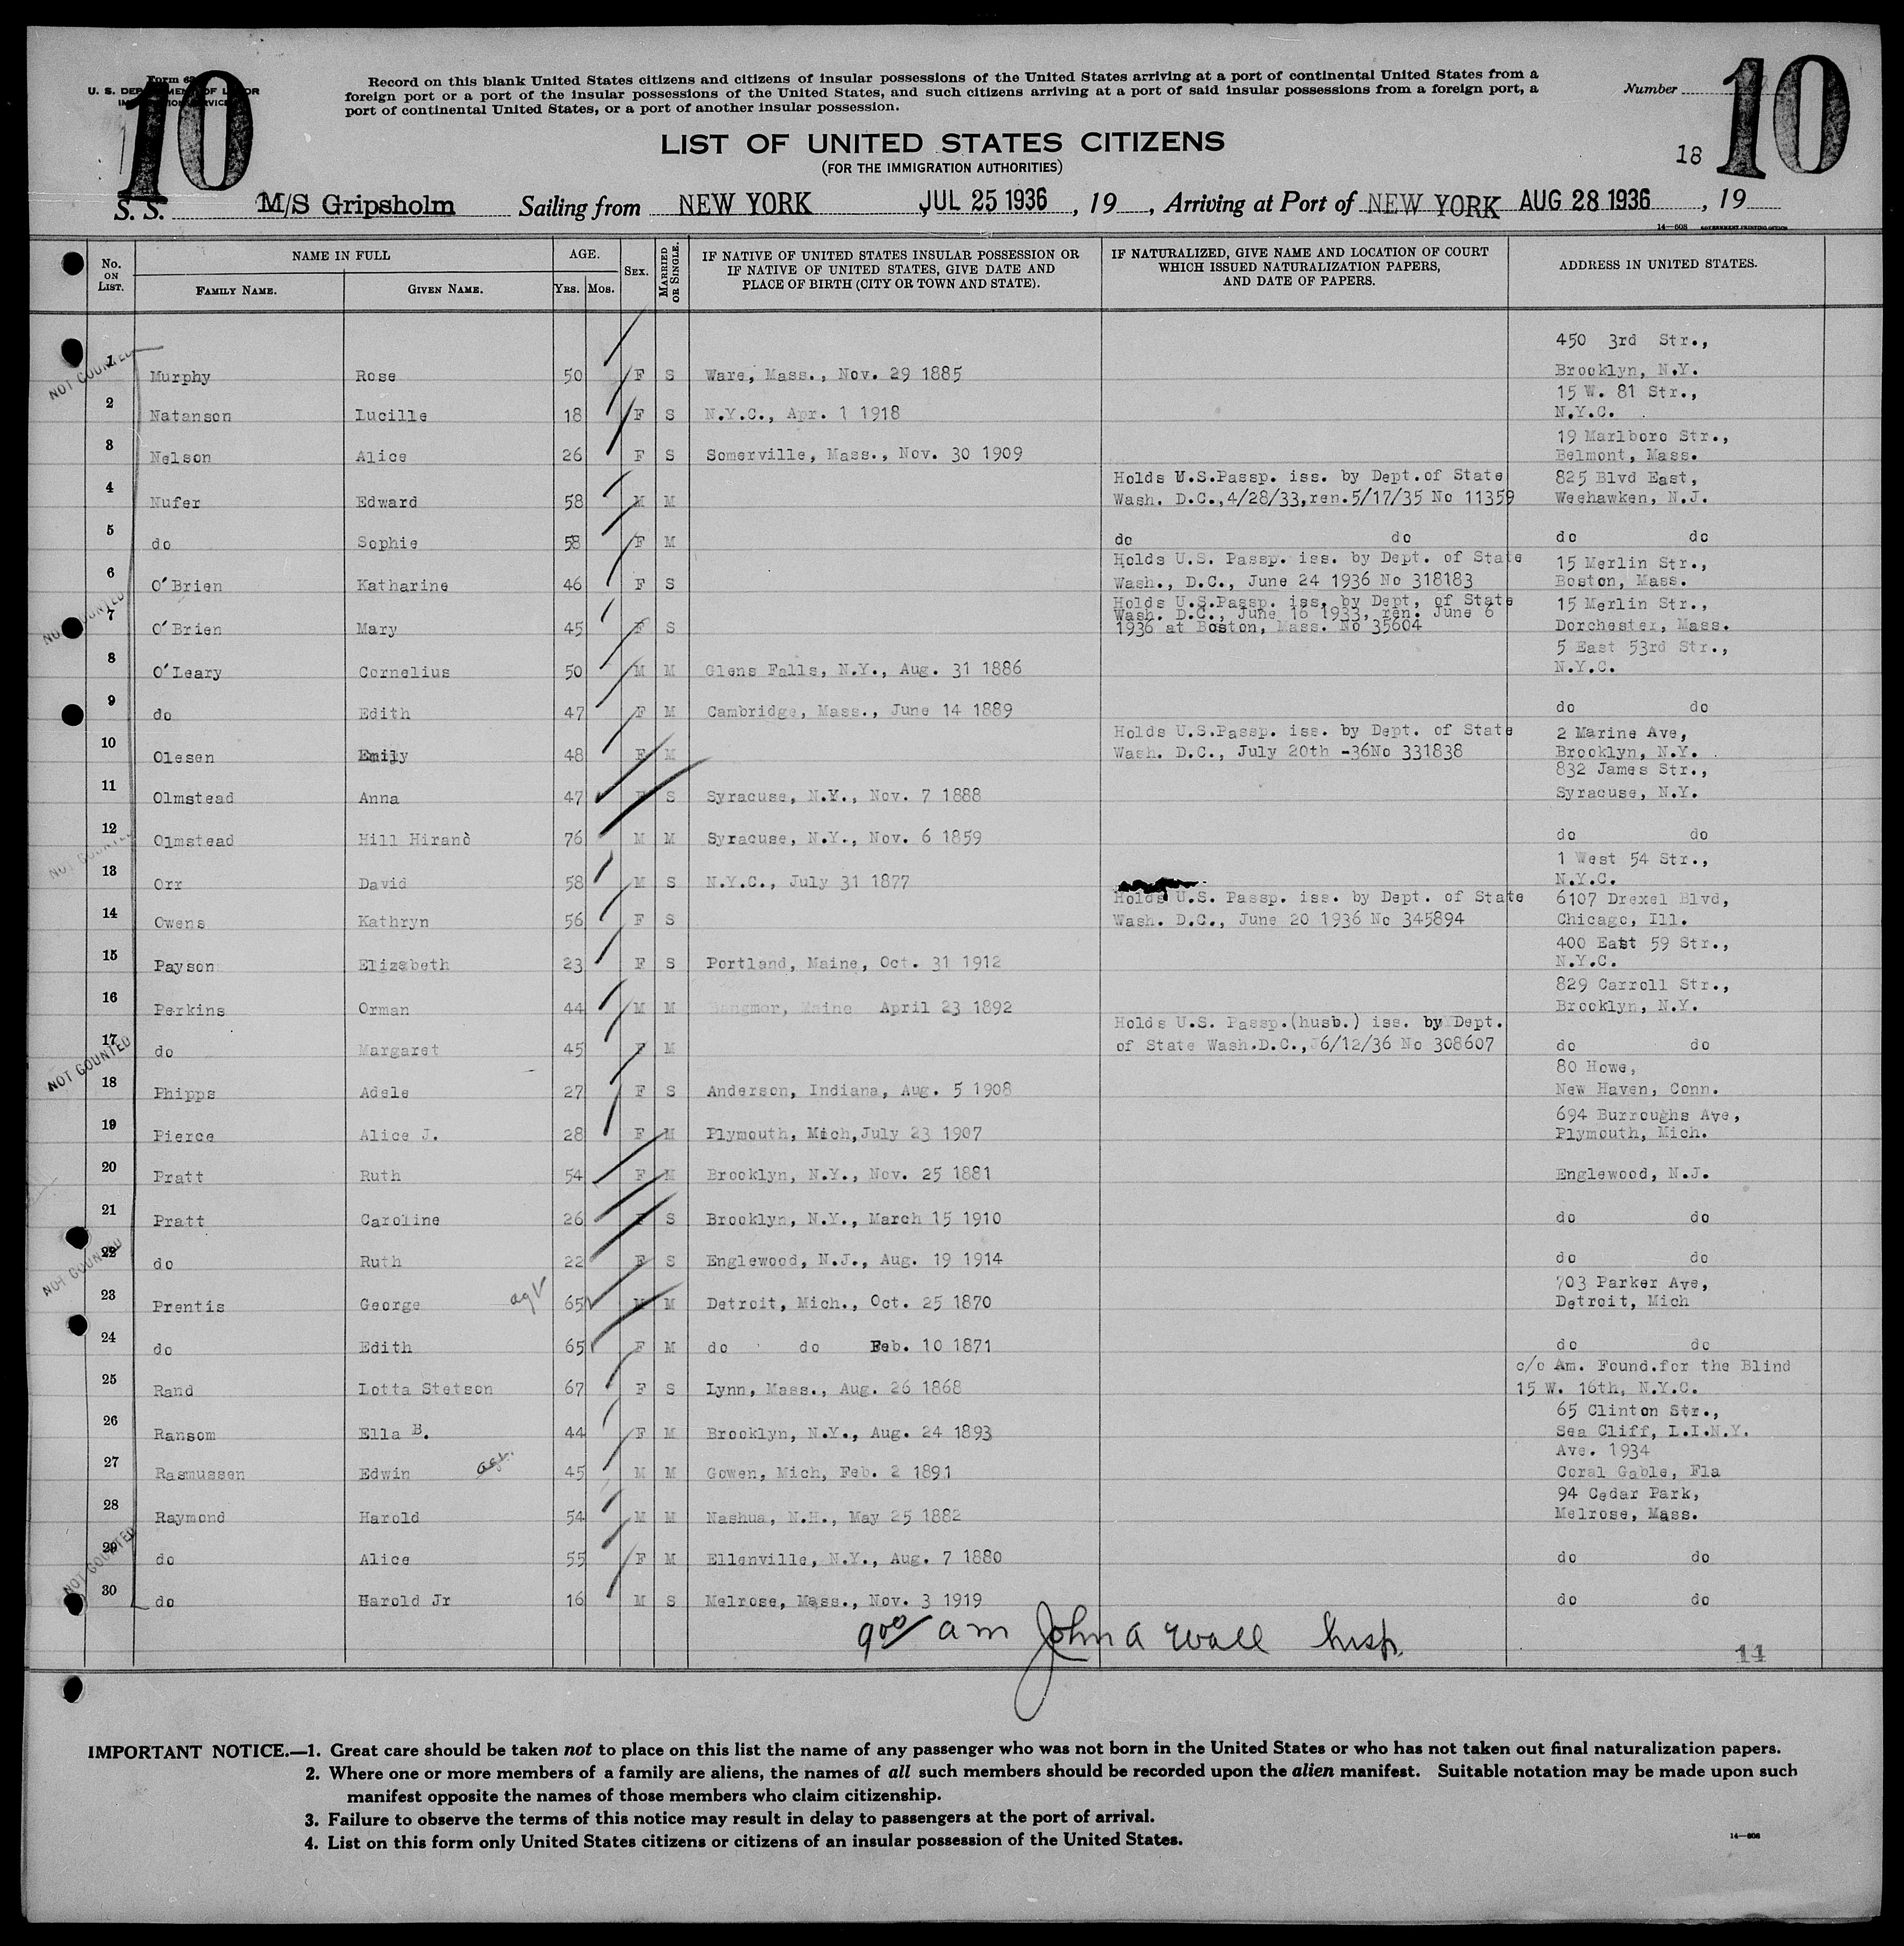 10
U. S. DEPARTMENT OF LABOR
Record on this blank United States citizens and citizens of insular possessions of the United States arriving at a port of continental United States from a
foreign port or a port of the insular possessions of the United States, and such citizens arriving at a port of said insular possessions from a foreign port, a
port of continental United States, or a port of another insular possession.
Number
10
LIST OF UNITED STATES CITIZENS
(FOR THE IMMIGRATION AUTHORITIES)
18
S. S. M/S Gripsholm Sailing from NEW YORK JUL 25 1936, 19, Arriving at Port of NEW YORK AUG 28 1936, 19
14-608 GOVERNMENT PRINTING OFFICE
No. ON LIST. NAME IN FULL FAMILY NAME. GIVEN NAME. AGE. YRS. MOS. SEX. MARRIED OR SINGLE. IF NATIVE OF UNITED STATES INSULAR POSSESSION OR IF NATIVE OF UNITED STATES, GIVE DATE AND PLACE OF BIRTH (CITY OR TOWN AND STATE). IF NATURALIZED, GIVE NAME AND LOCATION OF COURT WHICH ISSUED NATURALIZATION PAPERS, AND DATE OF PAPERS. ADDRESS IN UNITED STATES.
NOT COUNTED
1 Murphy Rose 50 F S Ware, Mass., Nov. 29 1885 450 3rd Str., Brooklyn, N.Y.
2 Natanson Lucille 18 F S N.Y.C., Apr. 1 1918 15 W. 81 Str., N.Y.C.
3 Nelson Alice 26 F S Somerville, Mass., Nov. 30 1909 19 Marlboro Str., Belmont, Mass.
4 Nufer Edward 58 M M Holds U.S.Passp. iss. by Dept.of State Wash. D.C.,4/28/33,ren.5/17/35 No 11359 825 Blvd East, Weehawken, N.J.
5 do Sophie 58 F M do do do do
6 O'Brien Katharine 46 F S Holds U.S. Passp. iss. by Dept. of State Wash., D.C., June 24 1936 No 318183 15 Merlin Str., Boston, Mass.
NOT COUNTED
7 O'Brien Mary 45 F S Holds U.S.Passp. iss. by Dept. of State Wash. D.C., June 16 1933, ren. June 6 1936 at Boston, Mass. No 35604 15 Merlin Str., Dorchester, Mass.
8 O'Leary Cornelius 50 M M Glens Falls, N.Y., Aug. 31 1886 5 East 53rd Str., N.Y.C.
9 do Edith 47 F M Cambridge, Mass., June 14 1889 do do
10 Olesen Emily 48 F M Holds U.S.Passp. iss. by Dept. of State Wash. D.C., July 20th -36No 331838 2 Marine Ave, Brooklyn, N.Y.
11 Olmstead Anna 47 F S Syracuse, N.Y., Nov. 7 1888 832 James Str., Syracuse, N.Y.
NOT COUNTED
12 Olmstead Hill Hiranò 76 M M Syracuse, N.Y., Nov. 6 1859 do do
13 Orr David 58 M S N.Y.C., July 31 1877 1 West 54 Str., N.Y.C.
14 Owens Kathryn 56 F S Holds U.S. Passp. iss. by Dept. of State Wash. D.C., June 20 1936 No 345894 6107 Drexel Blvd, Chicago, Ill.
15 Payson Elizabeth 23 F S Portland, Maine, Oct. 31 1912 400 East 59 Str., N.Y.C.
16 Perkins Orman 44 M M Bangmor, Maine April 23 1892 829 Carroll Str., Brooklyn, N.Y.
NOT COUNTED
17 do Margaret 45 F M Holds U.S. Passp.(husb.) iss. by Dept. of State Wash.D.C., 6/12/36 No 308607 do do
18 Phipps Adele 27 F S Anderson, Indiana, Aug. 5 1908 80 Howe, New Haven, Conn.
19 Pierce Alice J. 28 F M Plymouth, Mich,July 23 1907 694 Burroughs Ave, Plymouth, Mich.
20 Pratt Ruth 54 F M Brooklyn, N.Y., Nov. 25 1881 Englewood, N.J.
21 Pratt Caroline 26 F S Brooklyn, N.Y., March 15 1910 do do
NOT COUNTED
22 do Ruth 22 F S Englewood, N.J., Aug. 19 1914 do do
23 Prentis George 65 M M Detroit, Mich., Oct. 25 1870 703 Parker Ave, Detroit, Mich
24 do Edith 65 F M do do Feb. 10 1871 do do
25 Rand Lotta Stetson 67 F S Lynn, Mass., Aug. 26 1868 c/o Am. Found.for the Blind 15 W. 16th, N.Y.C.
26 Ransom Ella B. 44 F M Brooklyn, N.Y., Aug. 24 1893 65 Clinton Str., Sea Cliff, L.I.N.Y.
27 Rasmussen Edwin 45 M M Gowen, Mich, Feb. 2 1891 Ave. 1934 Coral Gable, Fla
28 Raymond Harold 54 M M Nashua, N.H., May 25 1882 94 Cedar Park, Melrose, Mass.
NOT COUNTED
29 do Alice 55 F M Ellenville, N.Y., Aug. 7 1880 do do
30 do Harold Jr 16 M S Melrose, Mass., Nov. 3 1919 do do
900 am John A Wall Insp.
14
IMPORTANT NOTICE.—1. Great care should be taken not to place on this list the name of any passenger who was not born in the United States or who has not taken out final naturalization papers.
2. Where one or more members of a family are aliens, the names of all such members should be recorded upon the alien manifest. Suitable notation may be made upon such
manifest opposite the names of those members who claim citizenship.
3. Failure to observe the terms of this notice may result in delay to passengers at the port of arrival.
4. List on this form only United States citizens or citizens of an insular possession of the United States.
14-608